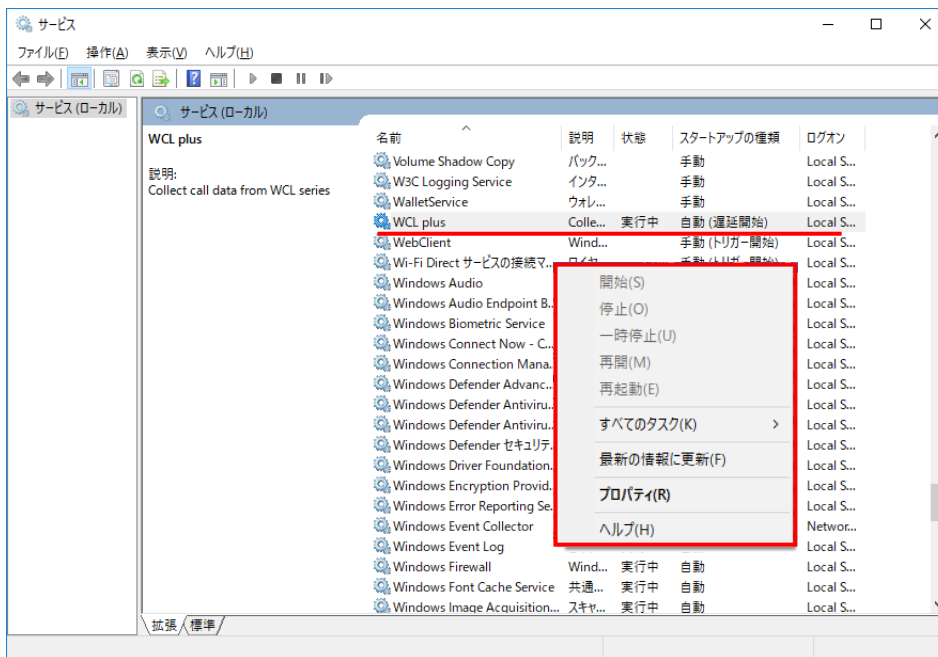 サービス
ファイル(F) 操作(A) 表示(V) ヘルプ(H)
サービス (ローカル)
サービス (ローカル)
WCL plus
説明:
Collect call data from WCL series
名前 説明 状態 スタートアップの種類 ログオン
Volume Shadow Copy バック... 手動 Local S...
W3C Logging Service インタ... 手動 Local S...
WalletService ウォレ... 手動 Local S...
WCL plus Colle... 実行中 自動 (遅延開始) Local S...
WebClient Wind... 手動 (トリガー開始) Local S...
Wi-Fi Direct サービスの接続マ... Local S...
Windows Audio Local S...
Windows Audio Endpoint B.. Local S...
Windows Biometric Service Local S...
Windows Connect Now - C.. Local S...
Windows Connection Mana. Local S...
Windows Defender Advanc.. Local S...
Windows Defender Antiviru.. Local S...
Windows Defender Antiviru.. Local S...
Windows Defender セキュリテ. Local S...
Windows Driver Foundation. Local S...
Windows Encryption Provid. Local S...
Windows Error Reporting Se. Local S...
Windows Event Collector Networ...
Windows Event Log Local S...
Windows Firewall Wind... 実行中 自動 Local S...
Windows Font Cache Service 共通... 実行中 自動 Local S...
Windows Image Acquisition... スキャ... 実行中 自動 Local S...
開始(S)
停止(O)
一時停止(U)
再開(M)
再起動(E)
すべてのタスク(K)
最新の情報に更新(F)
プロパティ(R)
ヘルプ(H)
拡張 標準